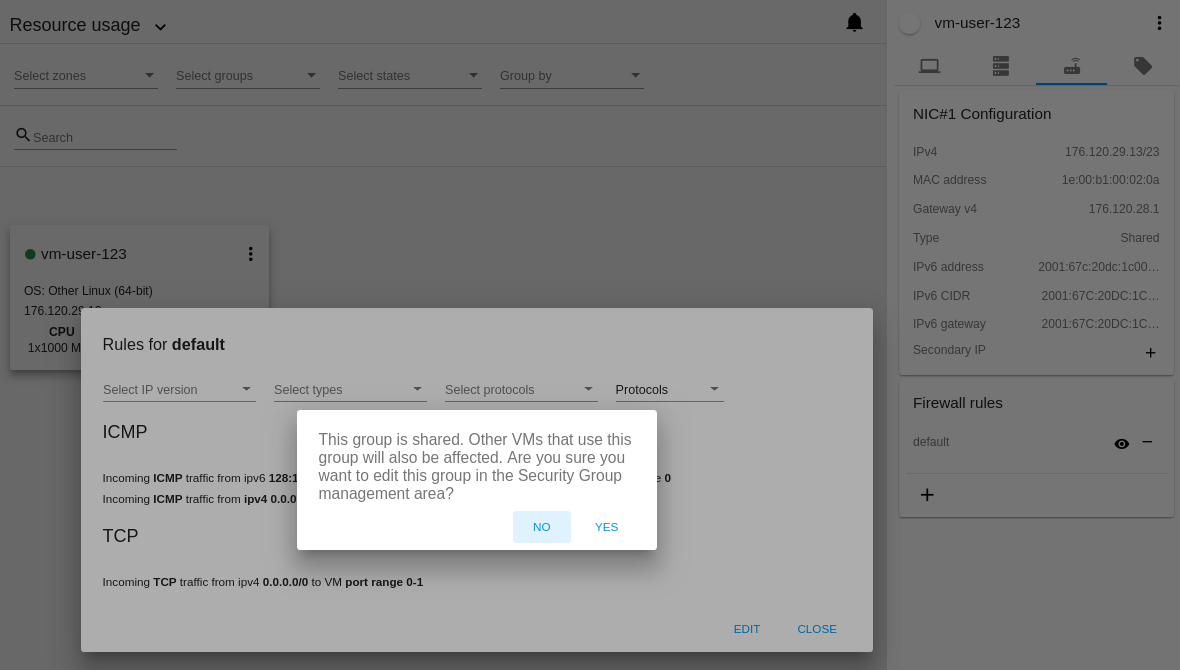 Resource usage
vm-user-123
Select zones
Select groups
Select states
Group by
Search
vm-user-123
OS: Other Linux (64-bit)
176.120.29.13
CPU
1x1000 M
Rules for default
Select IP version
Select types
Select protocols
Protocols
ICMP
Incoming ICMP traffic from ipv6 128:1
0
Incoming ICMP traffic from ipv4 0.0.0
TCP
Incoming TCP traffic from ipv4 0.0.0.0/0 to VM port range 0-1
EDIT
CLOSE
This group is shared. Other VMs that use this
group will also be affected. Are you sure you
want to edit this group in the Security Group
management area?
NO
YES
NIC#1 Configuration
IPv4
176.120.29.13/23
MAC address
1e:00:b1:00:02:0a
Gateway v4
176.120.28.1
Type
Shared
IPv6 address
2001:67c:20dc:1c00…
IPv6 CIDR
2001:67C:20DC:1C…
IPv6 gateway
2001:67C:20DC:1C…
Secondary IP
Firewall rules
default